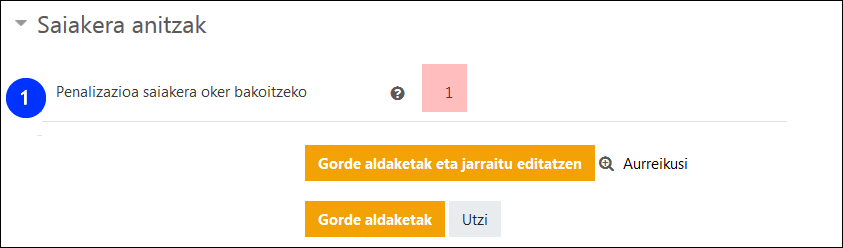 Saiakera anitzak
1 Penalizazioa saiakera oker bakoitzeko 1
Gorde aldaketak eta jarraitu editatzen Aurreikusi
Gorde aldaketak Utzi